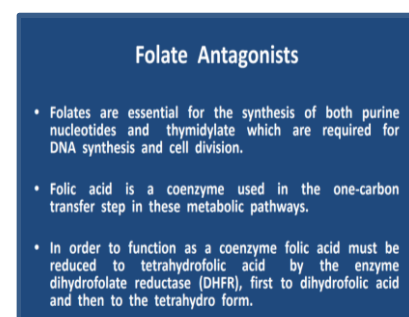 Folate Antagonists
• Folates are essential for the synthesis of both purine
nucleotides and thymidylate which are required for
DNA synthesis and cell division.
• Folic acid is a coenzyme used in the one-carbon
transfer step in these metabolic pathways.
• In order to function as a coenzyme folic acid must be
reduced to tetrahydrofolic acid by the enzyme
dihydrofolate reductase (DHFR), first to dihydrofolic acid
and then to the tetrahydro form.